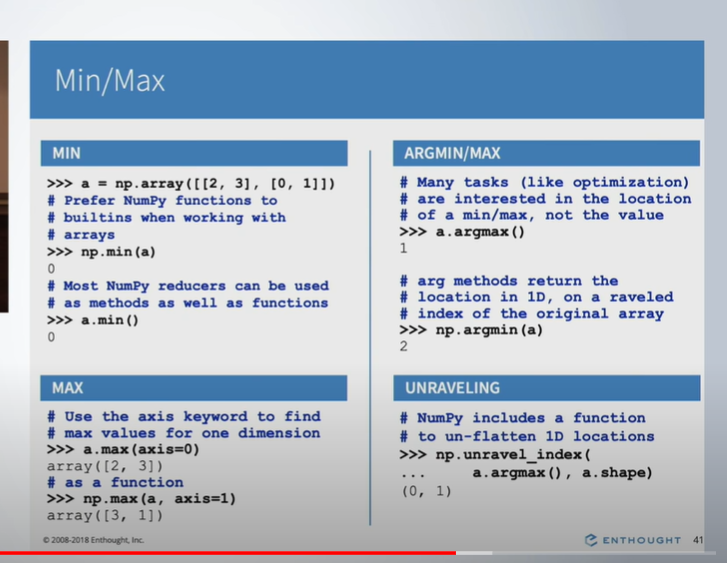 Min/Max
MIN
>>> a = np.array([[2, 3], [0, 1]])
# Prefer NumPy functions to
# builtins when working with
# arrays
>>> np.min(a)
0
# Most NumPy reducers can be used
# as methods as well as functions
>>> a.min()
0
MAX
# Use the axis keyword to find
# max values for one dimension
>>> a.max(axis=0)
array([2, 3])
# as a function
>>> np.max(a, axis=1)
array([3, 1])
ARGMIN/MAX
# Many tasks (like optimization)
# are interested in the location
# of a min/max, not the value
>>> a.argmax()
1
# arg methods return the
# location in 1D, on a raveled
# index of the original array
>>> np.argmin(a)
2
UNRAVELING
# NumPy includes a function
# to un-flatten 1D locations
>>> np.unravel_index(
... a.argmax(), a.shape)
(0, 1)
© 2008-2018 Enthought, Inc.
ENTHOUGHT 41